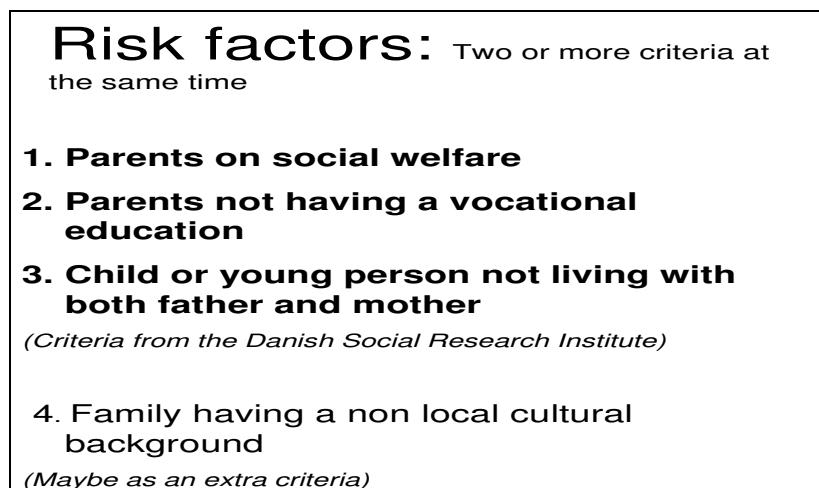 Risk factors: Two or more criteria at
the same time
1. Parents on social welfare
2. Parents not having a vocational
education
3. Child or young person not living with
both father and mother
(Criteria from the Danish Social Research Institute)
4. Family having a non local cultural
background
(Maybe as an extra criteria)